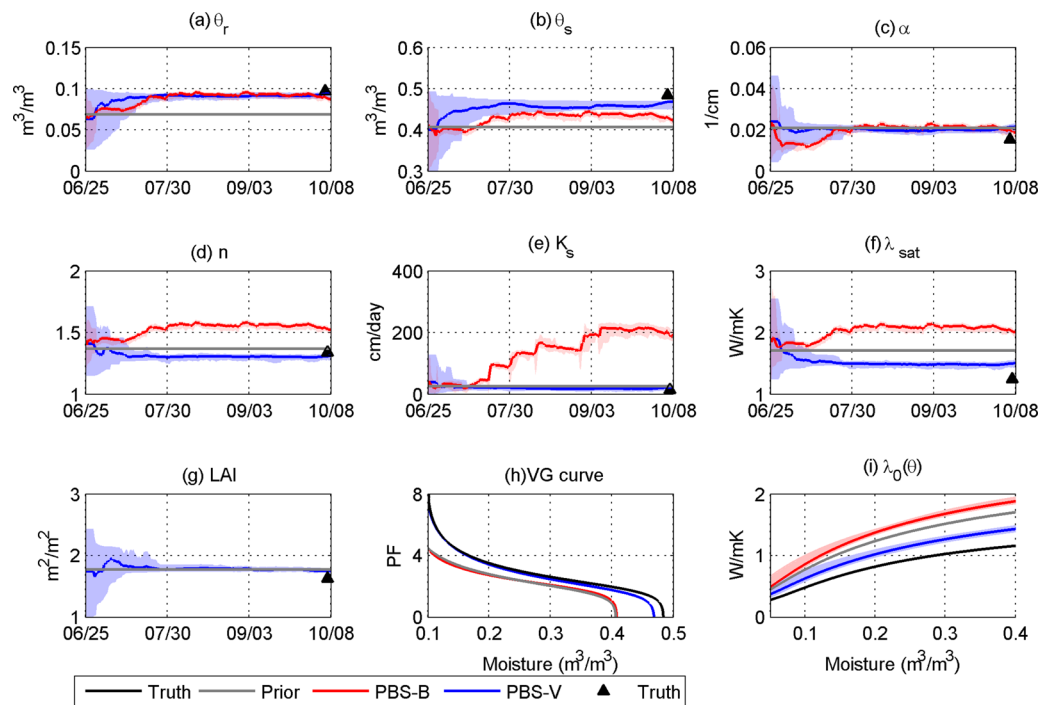 (a) θr (b) θs (c) α
0.15 0.6 0.06
0.1 0.5 0.04
0.05 0.4 0.02
0 0.3 0
m³/m³ m³/m³ 1/cm
06/25 07/30 09/03 10/08 06/25 07/30 09/03 10/08 06/25 07/30 09/03 10/08
(d) n (e) Ks (f) λ sat
2 400 3
1.5 200 2
1 0 1
cm/day W/mK
06/25 07/30 09/03 10/08 06/25 07/30 09/03 10/08 06/25 07/30 09/03 10/08
(g) LAI (h)VG curve (i) λ0(θ)
3 8 2
2 4 1
1 0 0
m²/m² PF W/mK
06/25 07/30 09/03 10/08 0.1 0.2 0.3 0.4 0.5 0.1 0.2 0.3 0.4
Moisture (m³/m³) Moisture (m³/m³)
Truth Prior PBS-B PBS-V Truth